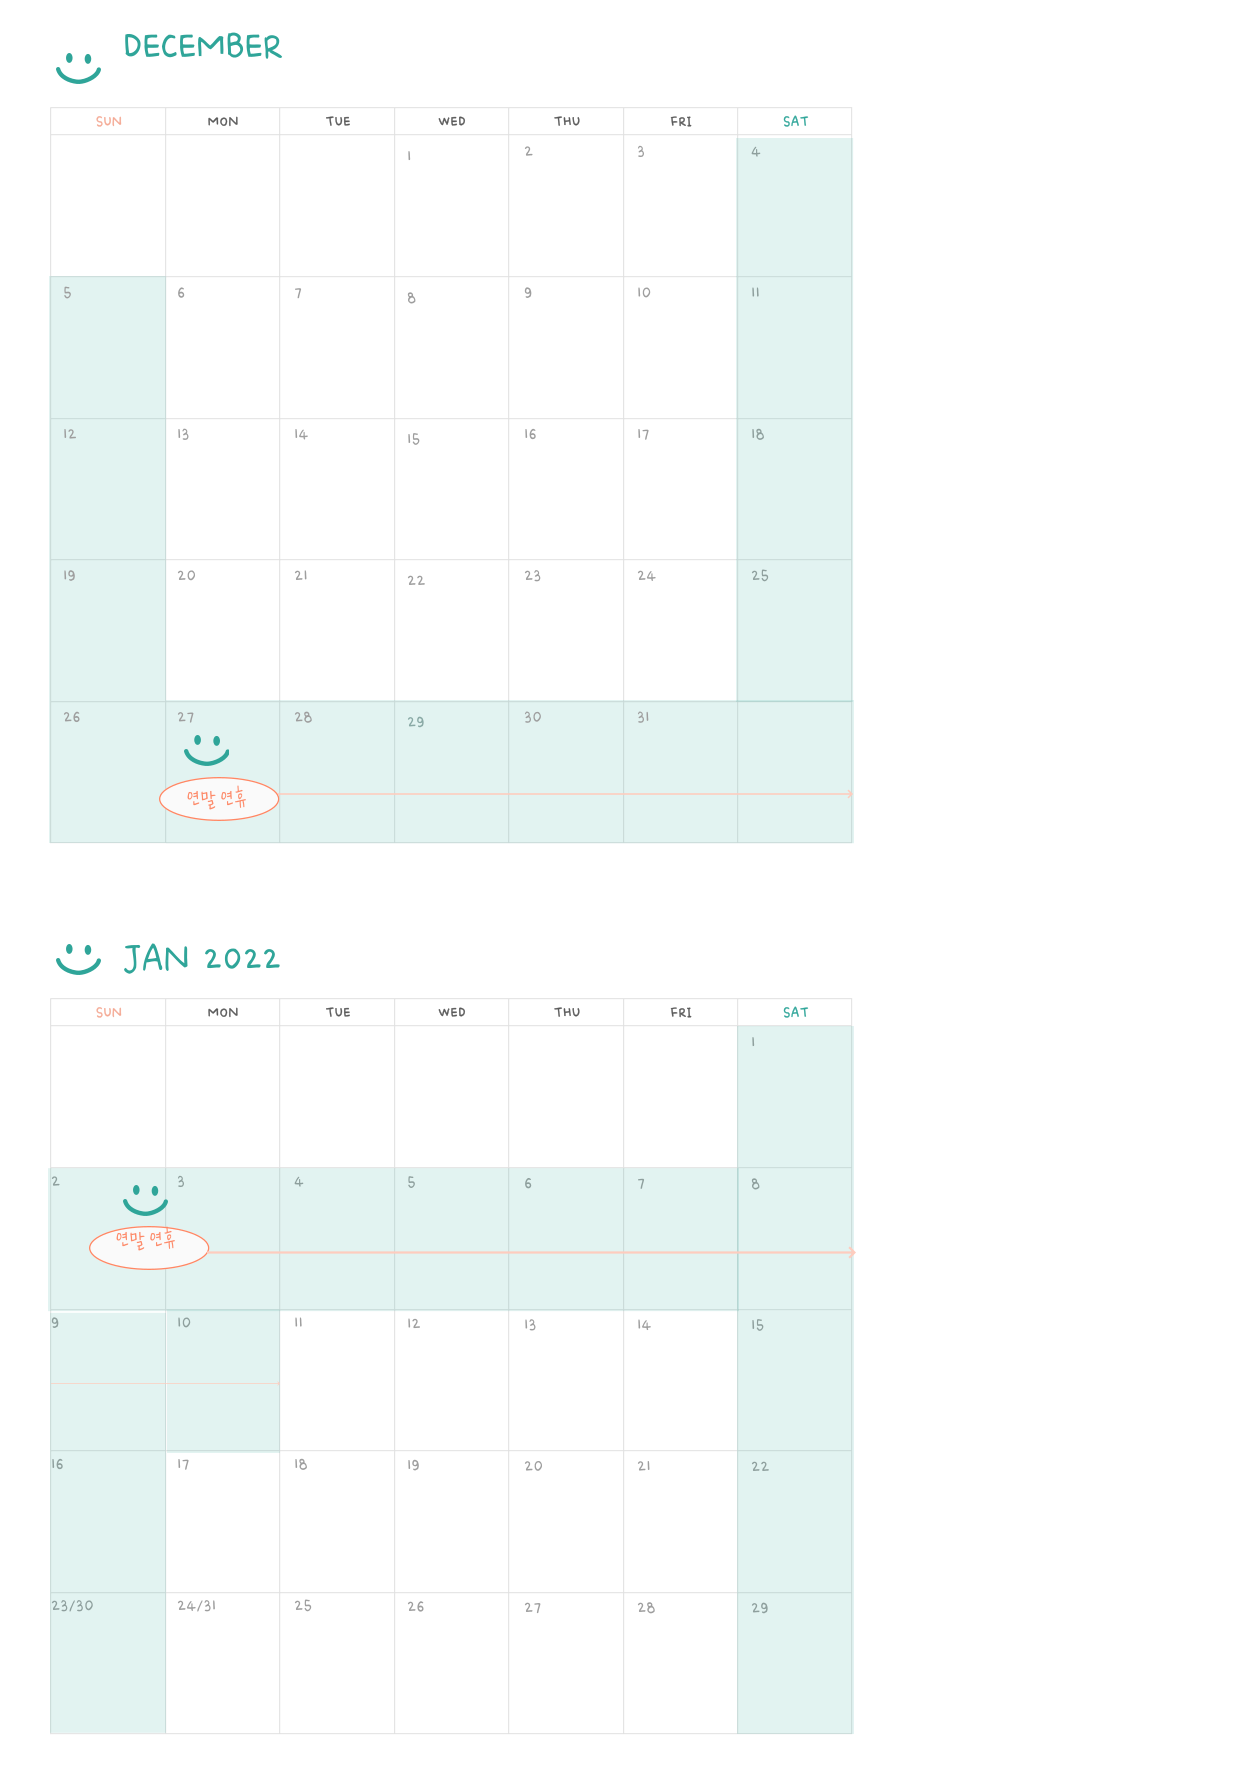 DECEMBER
SUN MON TUE WED THU FRI SAT
1 2 3 4
5 6 7 8 9 10 11
12 13 14 15 16 17 18
19 20 21 22 23 24 25
26 27 28 29 30 31
연말 연휴
JAN 2022
SUN MON TUE WED THU FRI SAT
1
2 3 4 5 6 7 8
연말 연휴
9 10 11 12 13 14 15
16 17 18 19 20 21 22
23/30 24/31 25 26 27 28 29